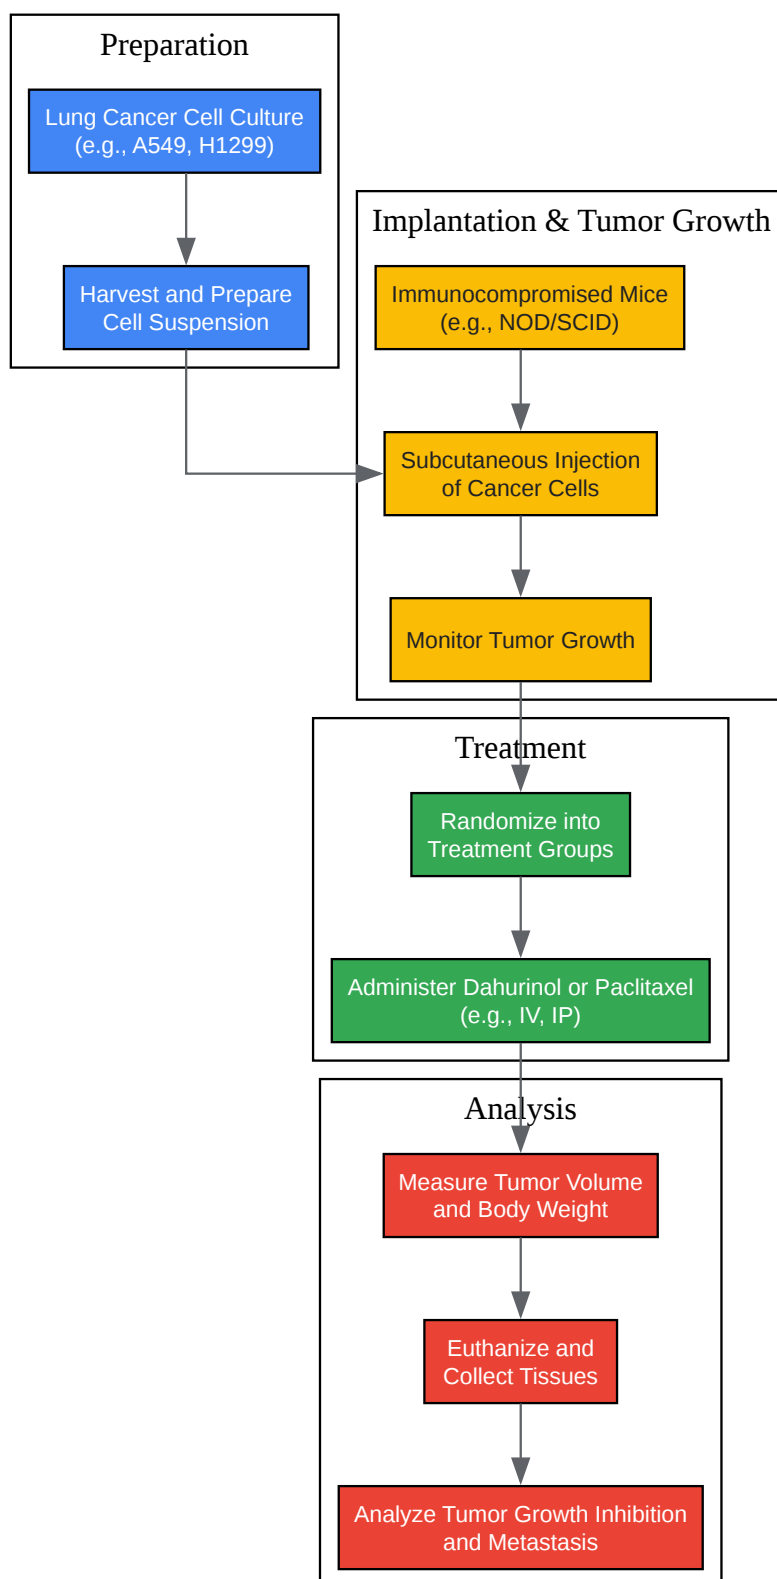 Preparation
Lung Cancer Cell Culture
(e.g., A549, H1299)
Harvest and Prepare
Cell Suspension
Implantation & Tumor Growth
Immunocompromised Mice
(e.g., NOD/SCID)
Subcutaneous Injection
of Cancer Cells
Monitor Tumor Growth
Treatment
Randomize into
Treatment Groups
Administer Dahurinol or Paclitaxel
(e.g., IV, IP)
Analysis
Measure Tumor Volume
and Body Weight
Euthanize and
Collect Tissues
Analyze Tumor Growth Inhibition
and Metastasis